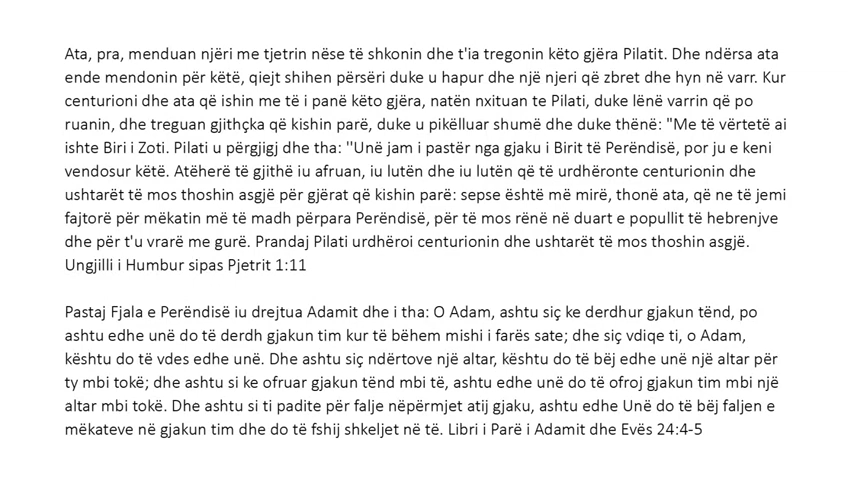 Ata, pra, menduan njëri me tjetrin nëse të shkonin dhe t'ia tregonin këto gjëra Pilatit. Dhe ndërsa ata
ende mendonin për këtë, qiejt shihen përsëri duke u hapur dhe një njeri që zbret dhe hyn në varr. Kur
centurioni dhe ata që ishin me të i panë këto gjëra, natën nxituan te Pilati, duke lënë varrin që po
ruanin, dhe treguan gjithçka që kishin parë, duke u pikëlluar shumë dhe duke thënë: "Me të vërtetë ai
ishte Biri i Zoti. Pilati u përgjigj dhe tha: ''Unë jam i pastër nga gjaku i Birit të Perëndisë, por ju e keni
vendosur këtë. Atëherë të gjithë iu afruan, iu lutën dhe iu lutën që të urdhëronte centurionin dhe
ushtarët të mos thoshin asgjë për gjërat që kishin parë: sepse është më mirë, thonë ata, që ne të jemi
fajtorë për mëkatin më të madh përpara Perëndisë, për të mos rënë në duart e popullit të hebrenjve
dhe për t'u vrarë me gurë. Prandaj Pilati urdhëroi centurionin dhe ushtarët të mos thoshin asgjë.
Ungjilli i Humbur sipas Pjetrit 1:11
Pastaj Fjala e Perëndisë iu drejtua Adamit dhe i tha: O Adam, ashtu siç ke derdhur gjakun tënd, po
ashtu edhe unë do të derdh gjakun tim kur të bëhem mishi i farës sate; dhe siç vdiqe ti, o Adam,
kështu do të vdes edhe unë. Dhe ashtu siç ndërtove një altar, kështu do të bëj edhe unë një altar për
ty mbi tokë; dhe ashtu si ke ofruar gjakun tënd mbi të, ashtu edhe unë do të ofroj gjakun tim mbi një
altar mbi tokë. Dhe ashtu si ti padite për falje nëpërmjet atij gjaku, ashtu edhe Unë do të bëj faljen e
mëkateve në gjakun tim dhe do të fshij shkeljet në të. Libri i Parë i Adamit dhe Evës 24:4-5